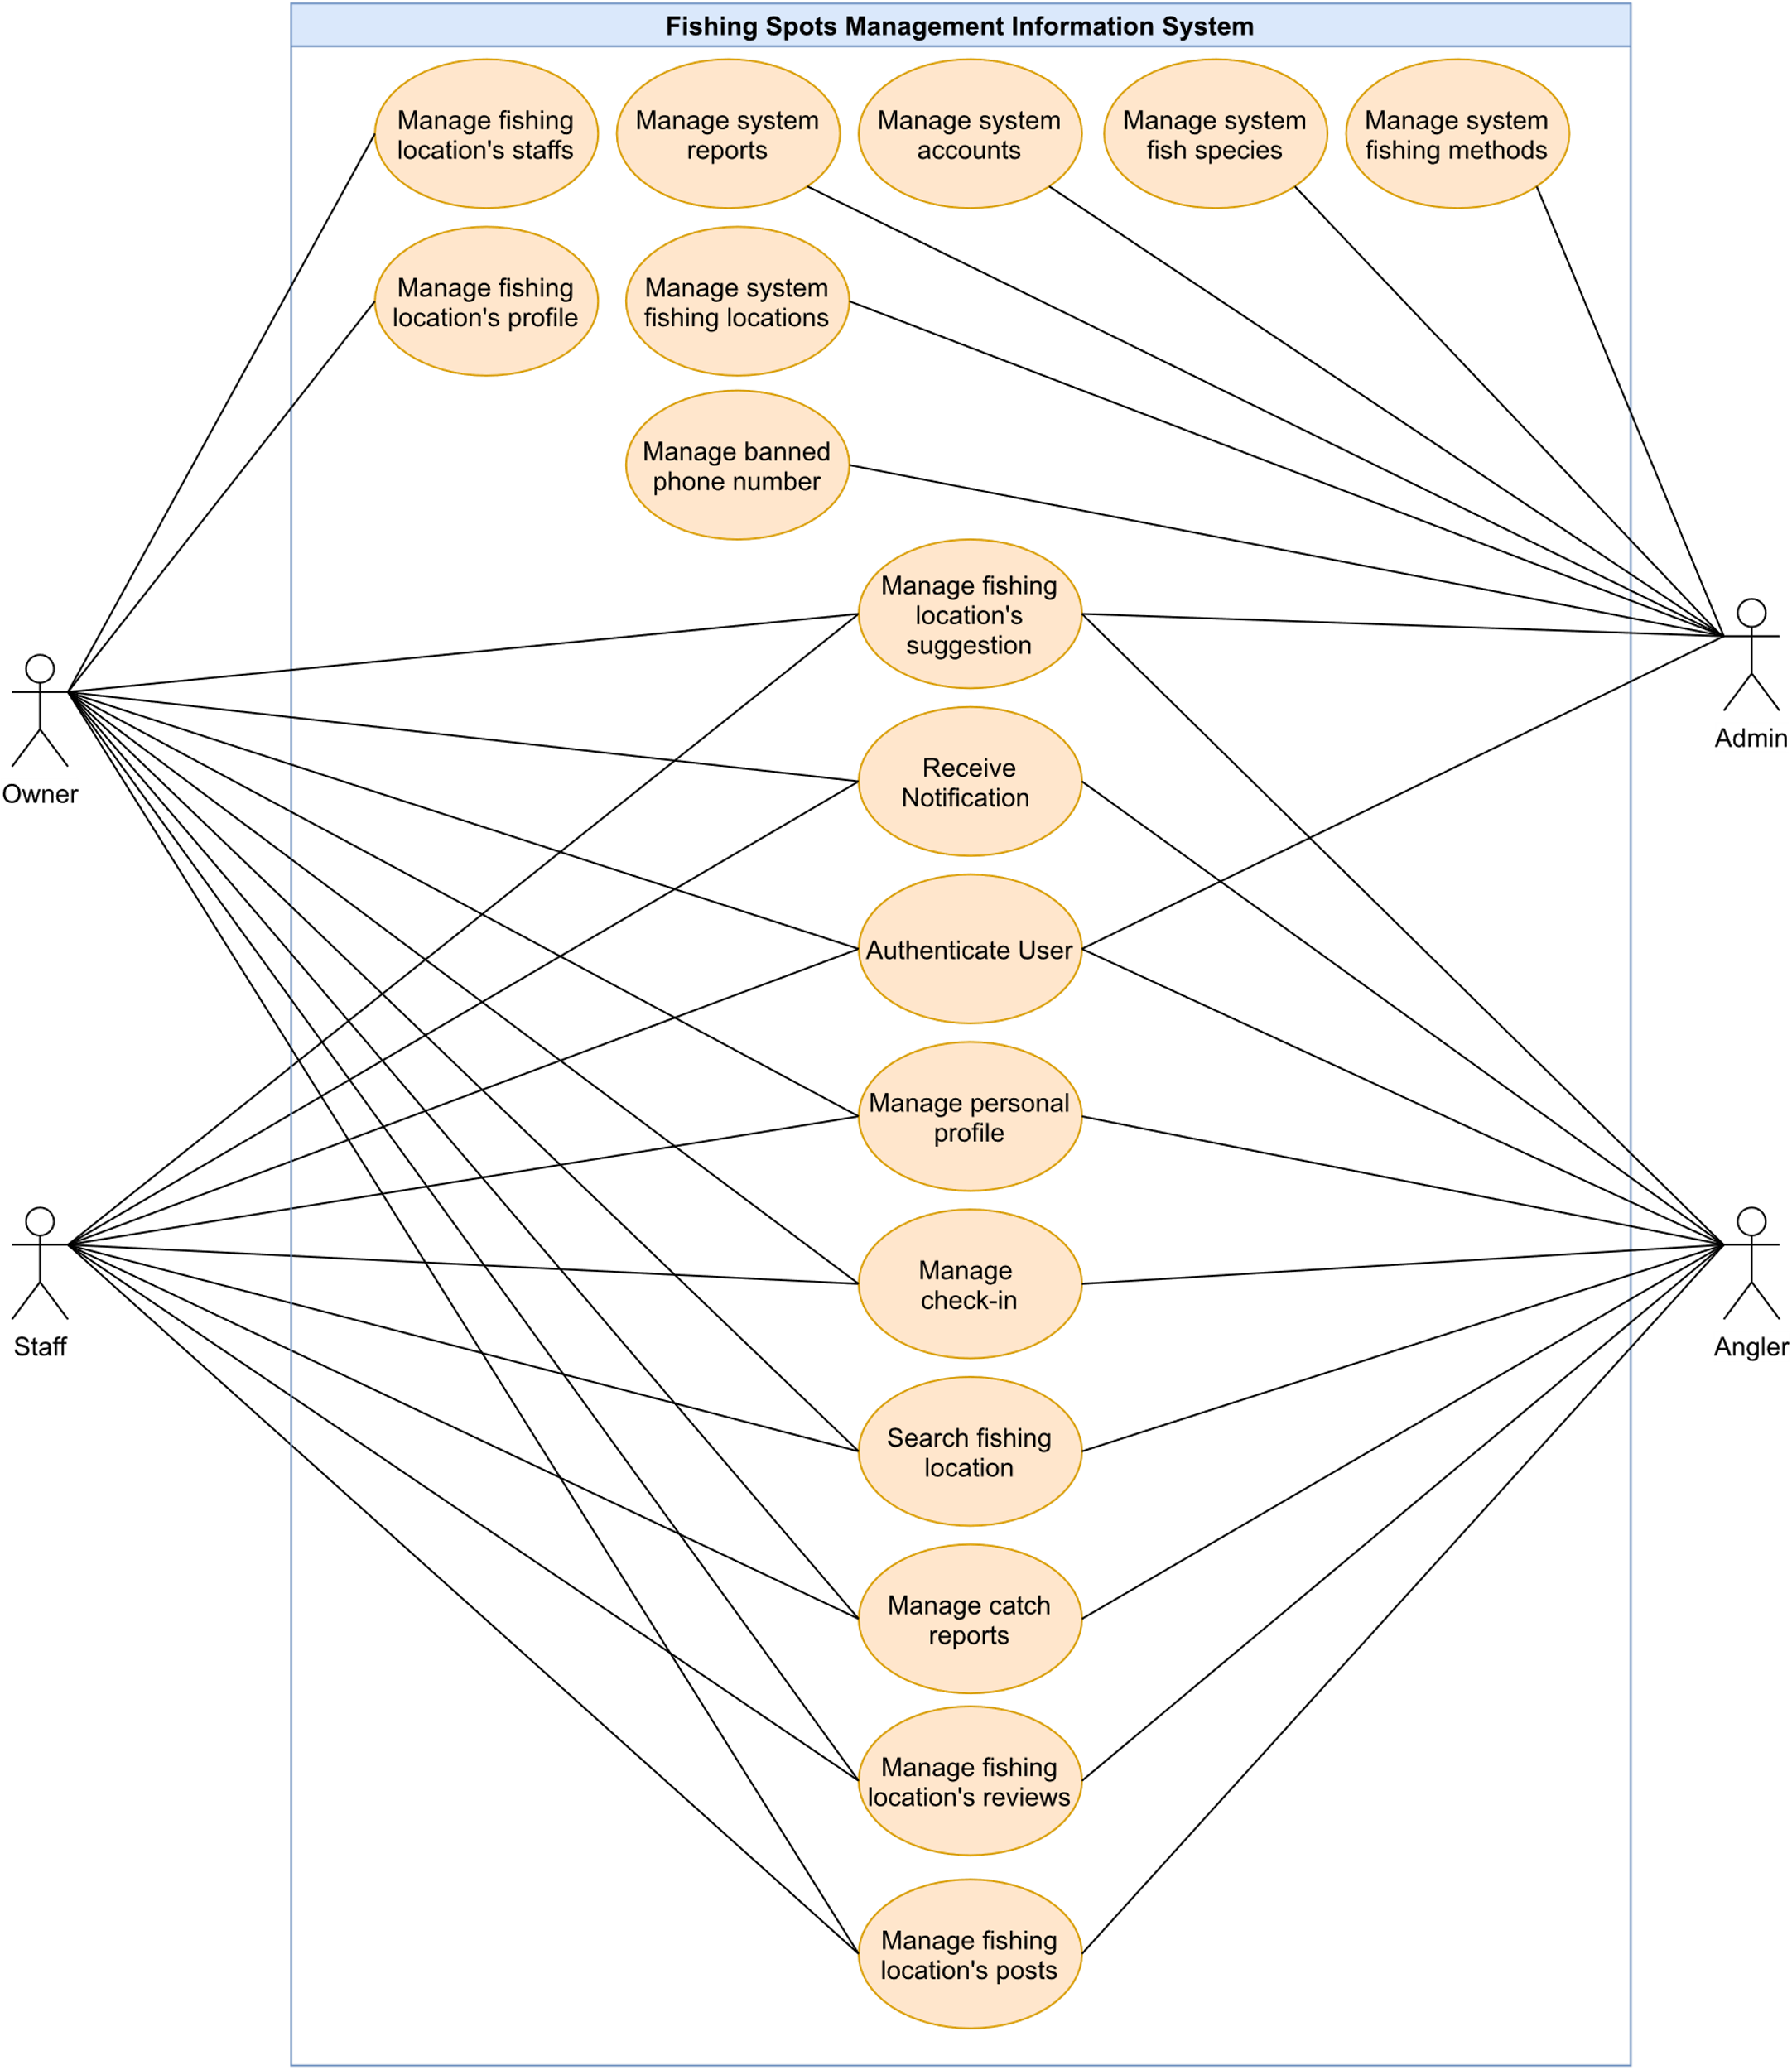 Fishing Spots Management Information System
Manage fishing
location's staffs
Manage system
reports
Manage system
accounts
Manage system
fish species
Manage system
fishing methods
Manage fishing
location's profile
Manage system
fishing locations
Manage banned
phone number
Manage fishing
location's
suggestion
Receive
Notification
Owner
Admin
Authenticate User
Manage personal
profile
Manage
check-in
Staff
Angler
Search fishing
location
Manage catch
reports
Manage fishing
location's reviews
Manage fishing
location's posts